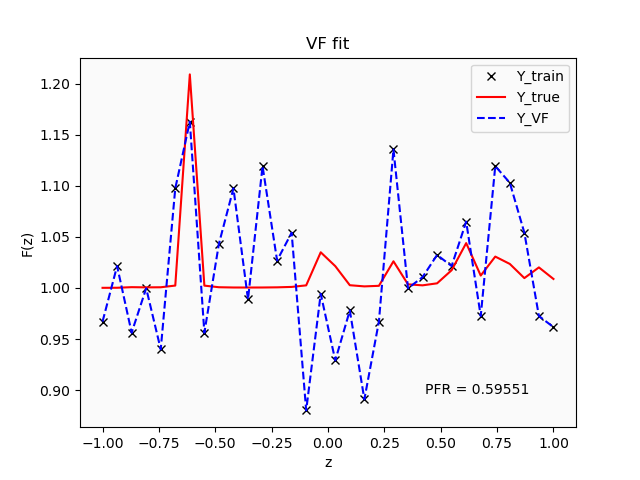 VF fit
Y_train
Y_true
Y_VF
1.20
1.15
1.10
1.05
1.00
0.95
0.90
F(z)
PFR = 0.59551
−1.00 −0.75 −0.50 −0.25 0.00 0.25 0.50 0.75 1.00
z